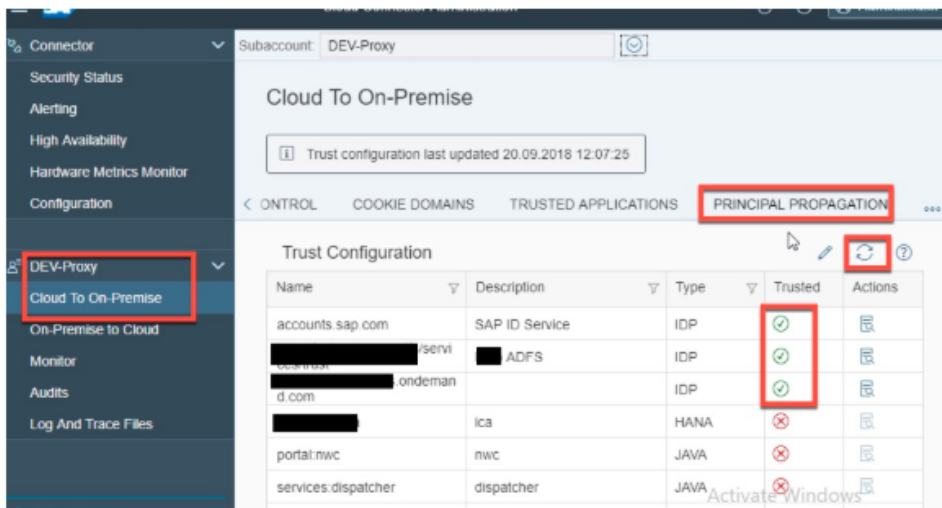 Connector
Subaccount: DEV-Proxy
Security Status
Alerting
High Availability
Hardware Metrics Monitor
Configuration
Cloud To On-Premise
Trust configuration last updated 20.09.2018 12:07:25
ONTROL COOKIE DOMAINS TRUSTED APPLICATIONS PRINCIPAL PROPAGATION
DEV-Proxy
Cloud To On-Premise
On-Premise to Cloud
Monitor
Audits
Log And Trace Files
Trust Configuration
Name Description Type Trusted Actions
accounts.sap.com SAP ID Service IDP
/servi
ADFS IDP
.ondeman
d.com IDP
ica HANA
portal:nwc nwc JAVA
services:dispatcher dispatcher JAVA
Activate Windows